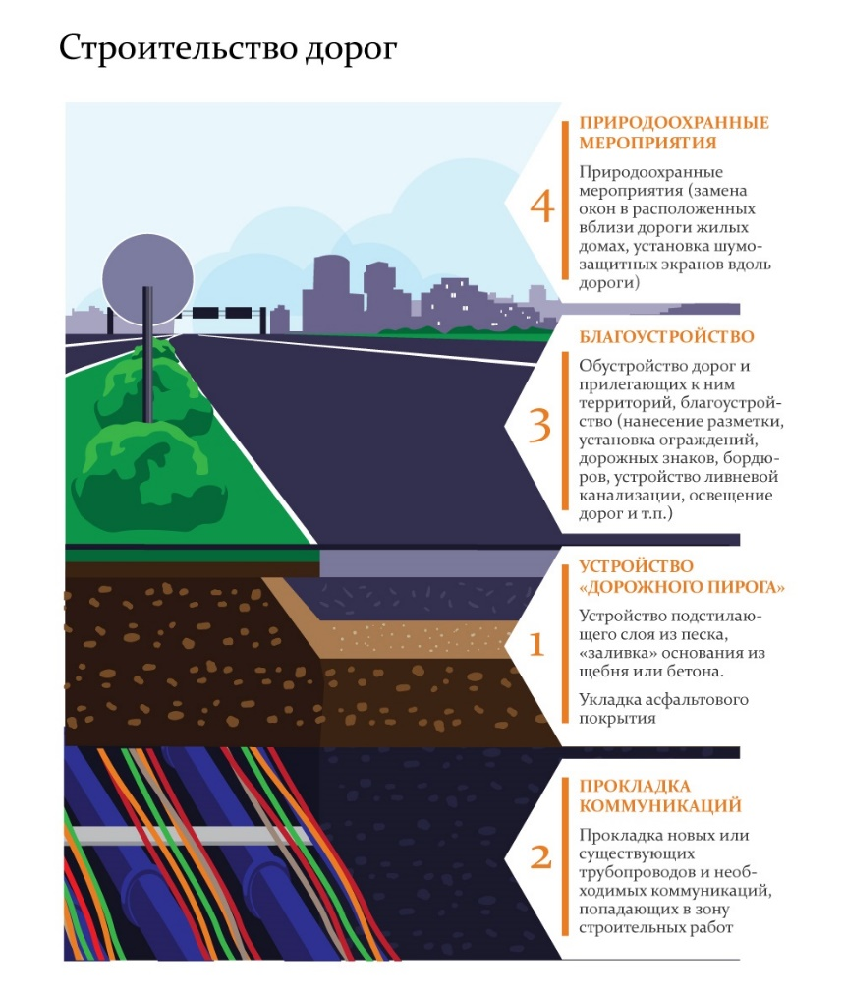 Строительство дорог
4
ПРИРОДООХРАННЫЕ
МЕРОПРИЯТИЯ
Природоохранные
мероприятия (замена
окон в расположенных
вблизи дороги жилых
домах, установка шумо-
защитных экранов вдоль
дороги)
3
БЛАГОУСТРОЙСТВО
Обустройство дорог и
прилегающих к ним
территорий, благоустрой-
ство (нанесение разметки,
установка ограждений,
дорожных знаков, бордю-
ров, устройство ливневой
канализации, освещение
дорог и т.п.)
1
УСТРОЙСТВО
«ДОРОЖНОГО ПИРОГА»
Устройство подстилаю-
щего слоя из песка,
«заливка» основания из
щебня или бетона.
Укладка асфальтового
покрытия
2
ПРОКЛАДКА
КОММУНИКАЦИЙ
Прокладка новых или
существующих
трубопроводов и необ-
ходимых коммуникаций,
попадающих в зону
строительных работ